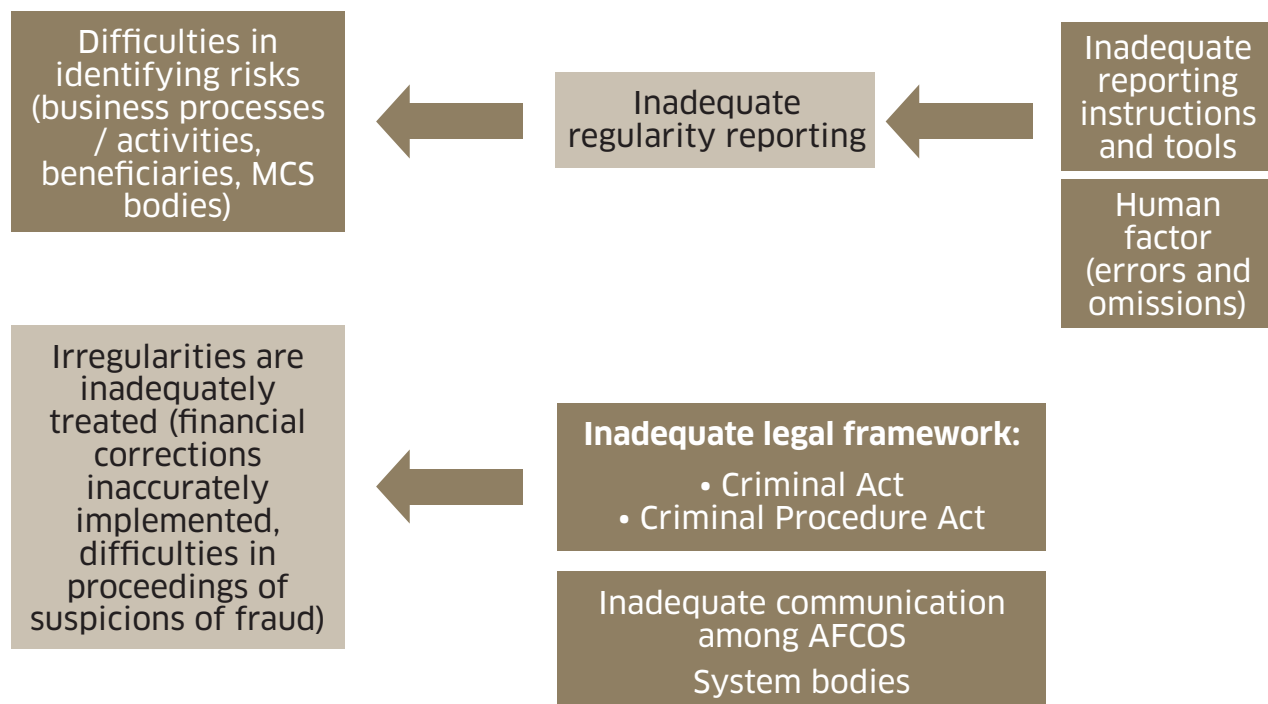 Difficulties in
identifying risks
(business processes
/ activities,
beneficiaries, MCS
bodies)
Inadequate
regularity reporting
Inadequate
reporting
instructions
and tools
Human
factor
(errors and
omissions)
Irregularities are
inadequately
treated (financial
corrections
inaccurately
implemented,
difficulties in
proceedings of
suspicions of fraud)
Inadequate legal framework:
• Criminal Act
• Criminal Procedure Act
Inadequate communication
among AFCOS
System bodies